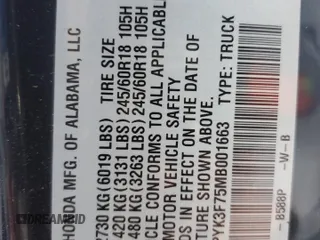 HONDA MFG. OF ALABAMA, LLC
TIRE SIZE
2730 KG (6019 LBS)
420 KG (3131 LBS) 245/60R18 105H
480 KG (3263 LBS) 245/60R18 105H
CLE CONFORMS TO ALL APPLICABLE
MOTOR VEHICLE SAFETY
DS IN EFFECT ON THE DATE OF
TURE SHOWN ABOVE.
PYK3F75MB001663 TYPE: TRUCK
- B588P -W-B
DREAMBID